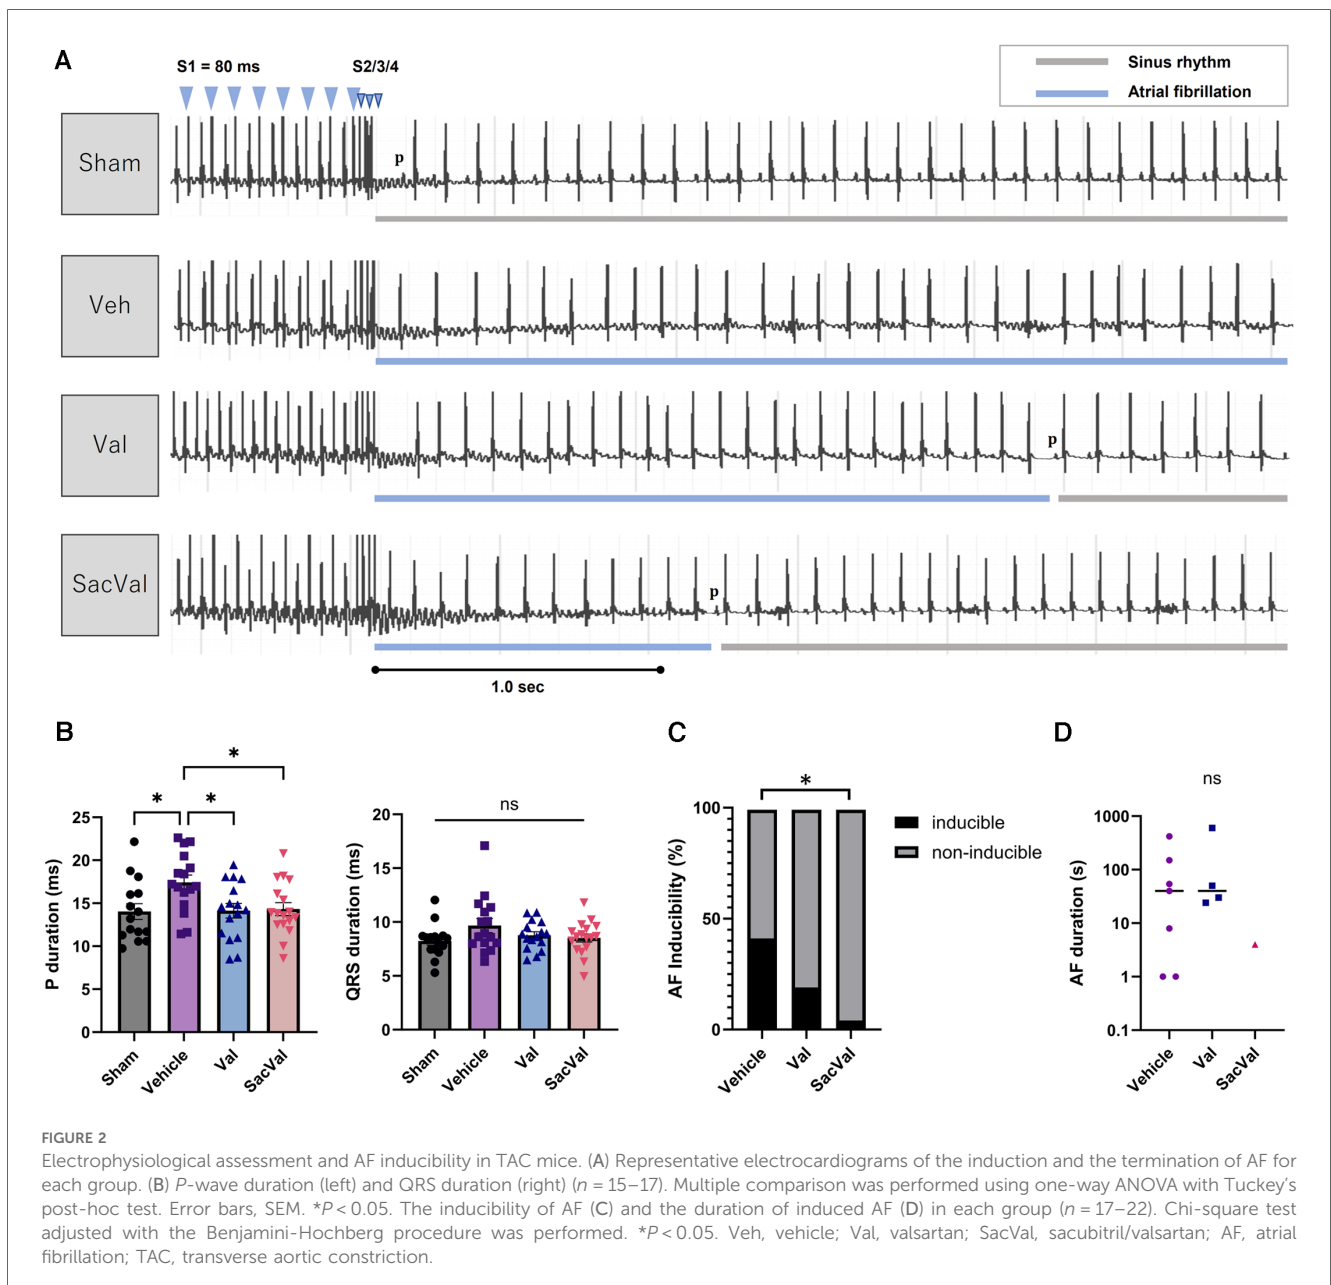 A
S1 = 80 ms
S2/3/4
Sinus rhythm
Atrial fibrillation
Sham
p
Veh
Val
p
SacVal
p
1.0 sec
B
*
*
*
25
20
15
10
5
0
P duration (ms)
Sham
Vehicle
Val
SacVal
ns
20
15
10
5
0
QRS duration (ms)
Sham
Vehicle
Val
SacVal
C
*
100
50
0
AF Inducibility (%)
inducible
non-inducible
Vehicle
Val
SacVal
D
ns
1000
100
10
1
0.1
AF duration (s)
Vehicle
Val
SacVal
FIGURE 2
Electrophysiological assessment and AF inducibility in TAC mice. (A) Representative electrocardiograms of the induction and the termination of AF for
each group. (B) P-wave duration (left) and QRS duration (right) (n = 15–17). Multiple comparison was performed using one-way ANOVA with Tuckey's
post-hoc test. Error bars, SEM. *P < 0.05. The inducibility of AF (C) and the duration of induced AF (D) in each group (n = 17–22). Chi-square test
adjusted with the Benjamini-Hochberg procedure was performed. *P < 0.05. Veh, vehicle; Val, valsartan; SacVal, sacubitril/valsartan; AF, atrial
fibrillation; TAC, transverse aortic constriction.